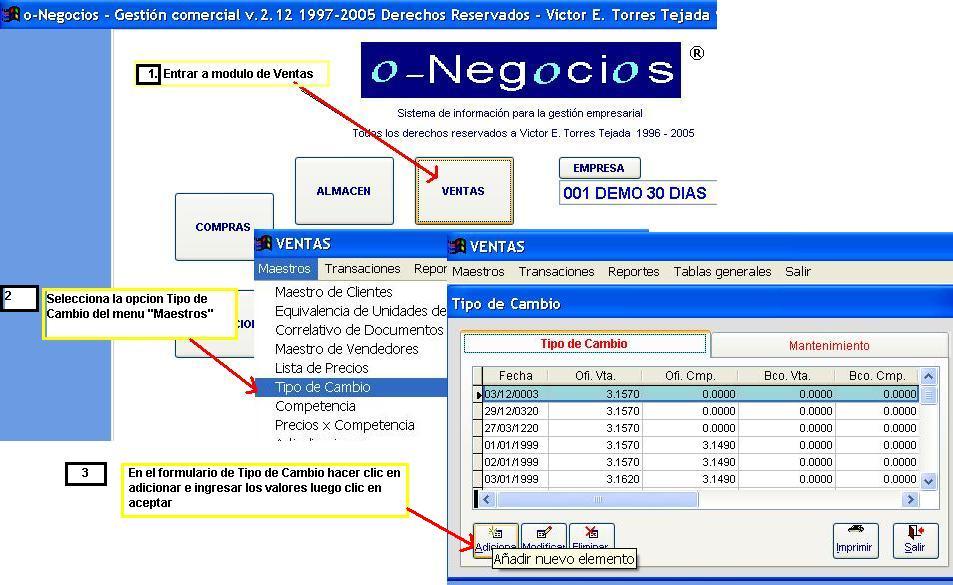 o-Negocios - Gestión comercial v.2.12 1997-2005 Derechos Reservados - Victor E. Torres Tejada
1. Entrar a modulo de Ventas
o-Negocios ®
Sistema de información para la gestión empresarial
Todos los derechos reservados a Victor E. Torres Tejada 1996 - 2005
COMPRAS
ALMACEN
VENTAS
EMPRESA
001 DEMO 30 DIAS
2
Selecciona la opcion Tipo de
Cambio del menu "Maestros"
VENTAS
Maestros Transaciones
Maestro de Clientes
Equivalencia de Unidades de
Correlativo de Documentos
Maestro de Vendedores
Lista de Precios
Tipo de Cambio
Competencia
Precios x Competencia
VENTAS
Maestros Transaciones Reportes Tablas generales Salir
Tipo de Cambio
Tipo de Cambio Mantenimiento
Fecha Ofi. Vta. Ofi. Cmp. Bco. Vta. Bco. Cmp.
03/12/0003 3.1570 0.0000 0.0000 0.0000
29/12/0320 3.1570 0.0000 0.0000 0.0000
27/03/1220 3.1570 0.0000 0.0000 0.0000
01/01/1999 3.1570 3.1490 0.0000 0.0000
02/01/1999 3.1570 3.1490 0.0000 0.0000
03/01/1999 3.1620 3.1490 0.0000 0.0000
3
En el formulario de Tipo de Cambio hacer clic en
adicionar e ingresar los valores luego clic en
aceptar
Adiciona Modificar Eliminar Imprimir Salir
Añadir nuevo elemento